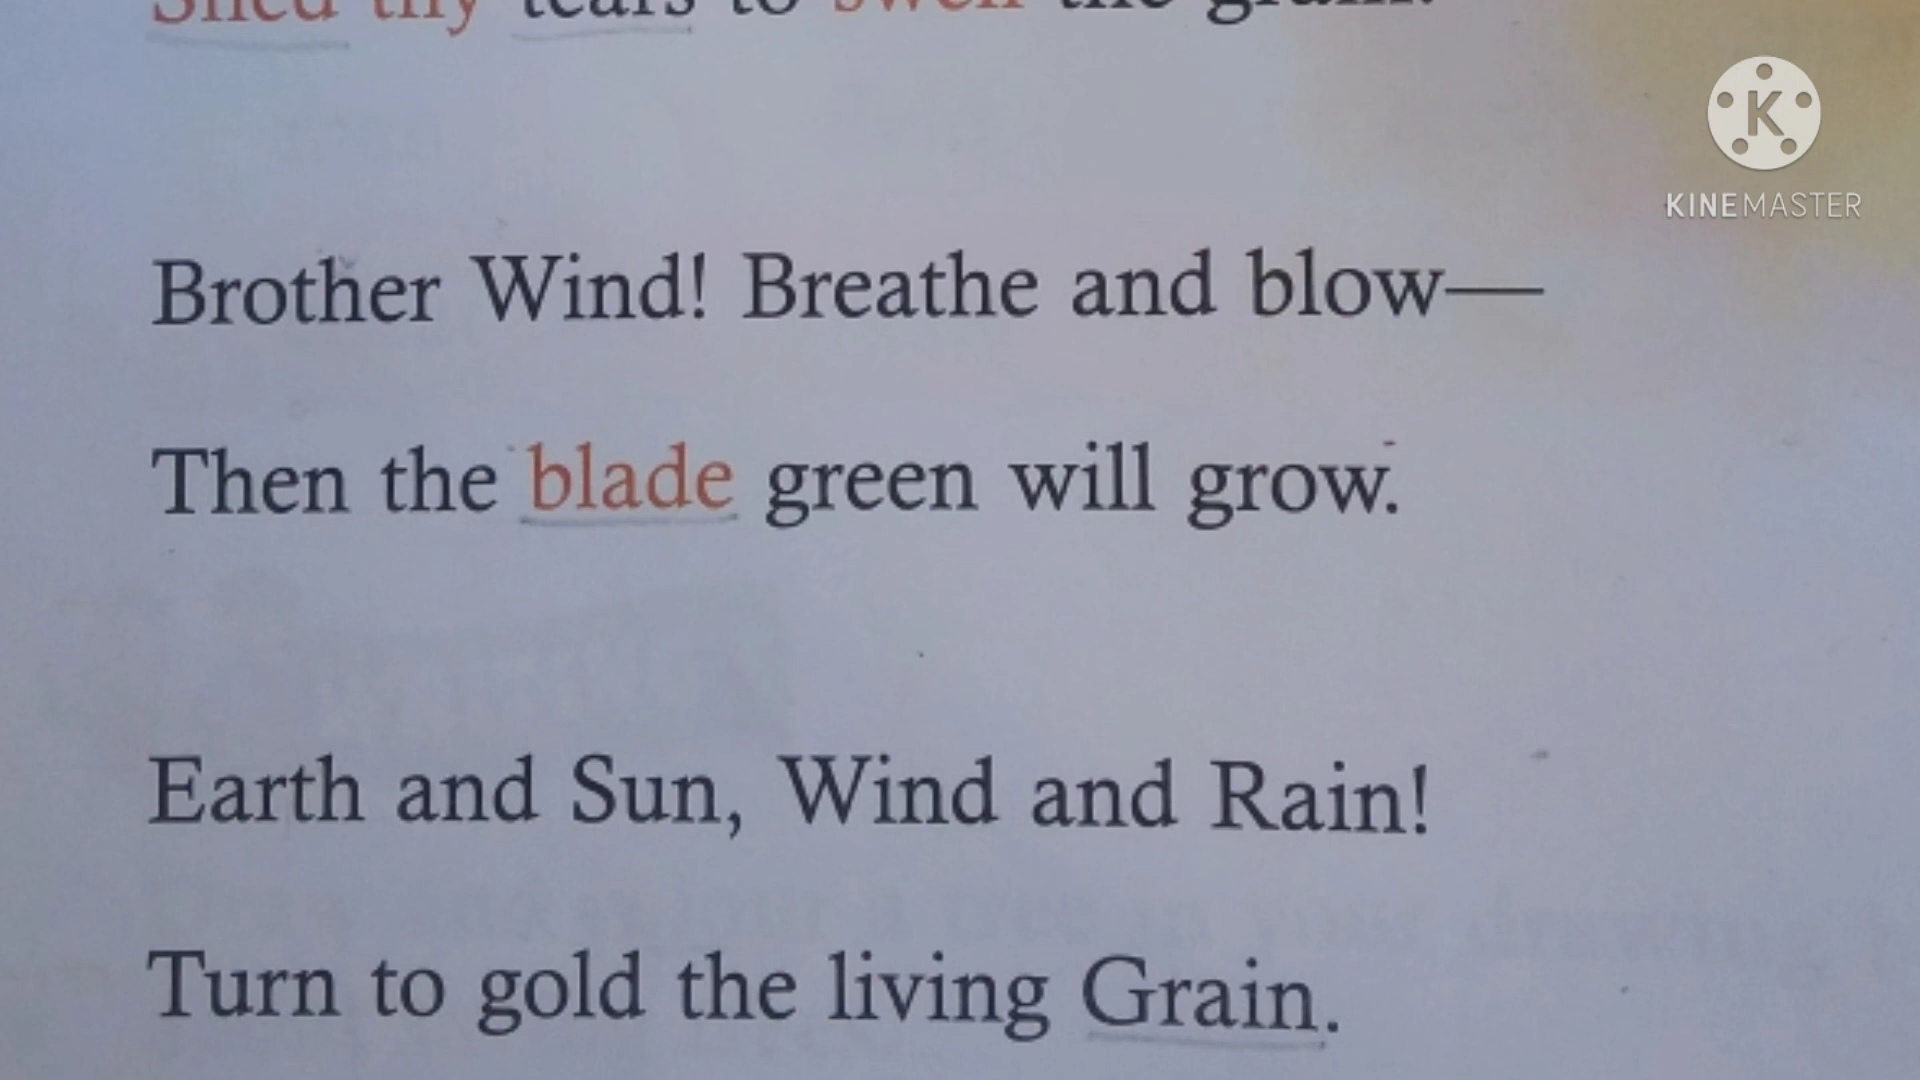 Shed thy tears to swell the grain.
Brother Wind! Breathe and blow—
Then the blade green will grow.
Earth and Sun, Wind and Rain!
Turn to gold the living Grain.
KINEMASTER